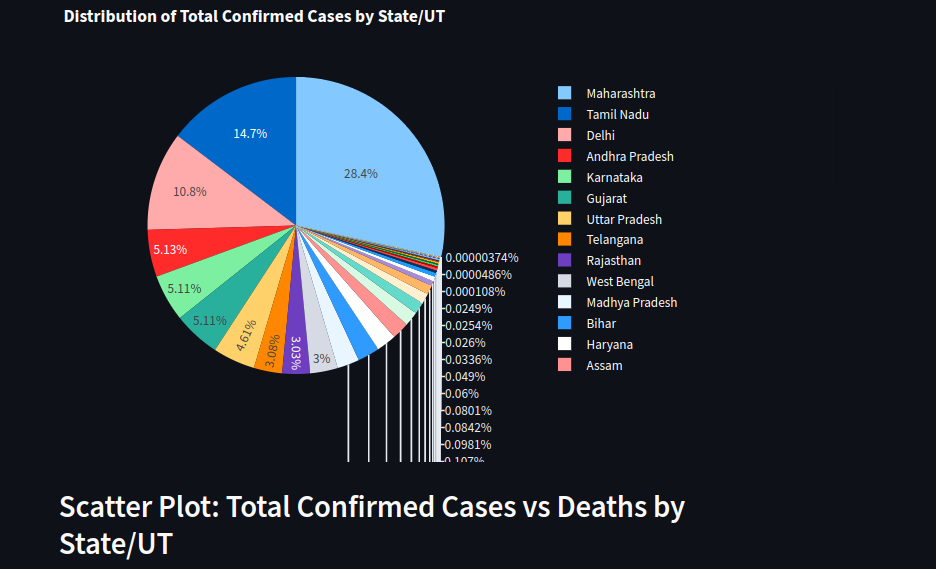 Distribution of Total Confirmed Cases by State/UT
28.4%
14.7%
10.8%
5.13%
5.11%
5.11%
4.61%
3.08%
3.03%
3%
0.00000374%
0.0000486%
0.000108%
0.0249%
0.0254%
0.026%
0.0336%
0.049%
0.06%
0.0801%
0.0842%
0.0981%
0.107%
Maharashtra
Tamil Nadu
Delhi
Andhra Pradesh
Karnataka
Gujarat
Uttar Pradesh
Telangana
Rajasthan
West Bengal
Madhya Pradesh
Bihar
Haryana
Assam
Scatter Plot: Total Confirmed Cases vs Deaths by
State/UT